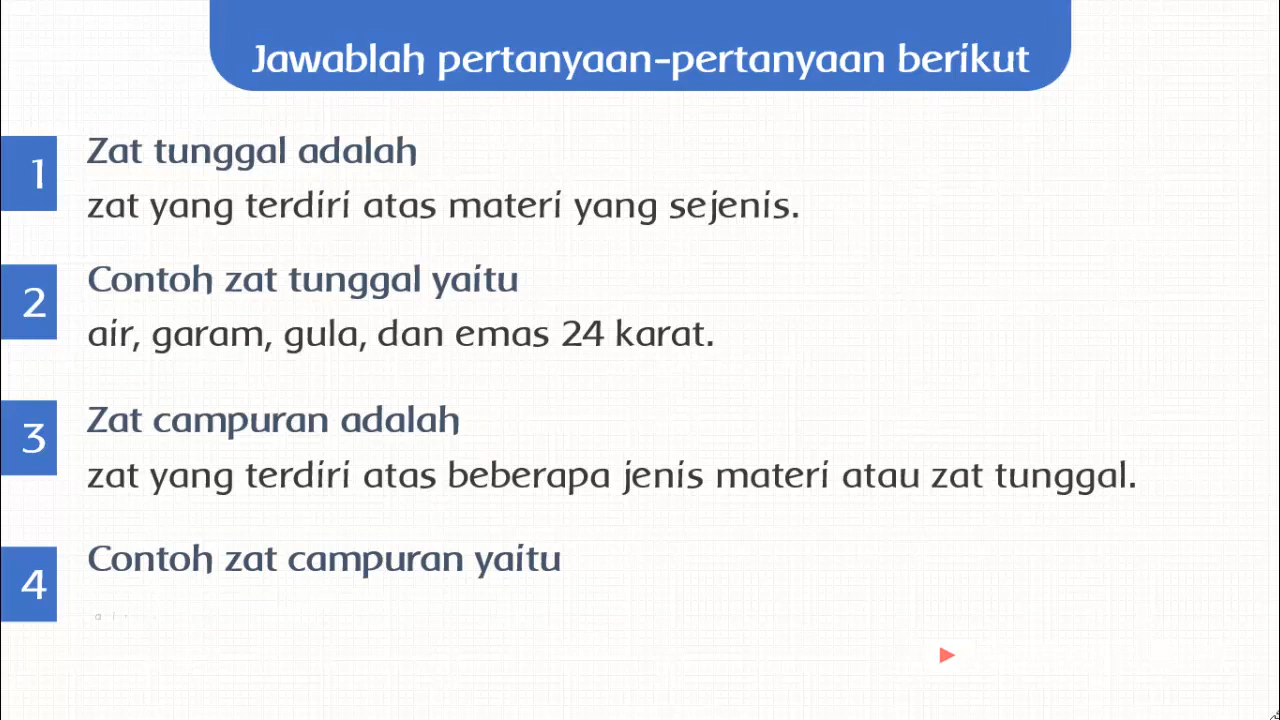 Jawablah pertanyaan-pertanyaan berikut
1
Zat tunggal adalah
zat yang terdiri atas materi yang sejenis.
2
Contoh zat tunggal yaitu
air, garam, gula, dan emas 24 karat.
3
Zat campuran adalah
zat yang terdiri atas beberapa jenis materi atau zat tunggal.
4
Contoh zat campuran yaitu